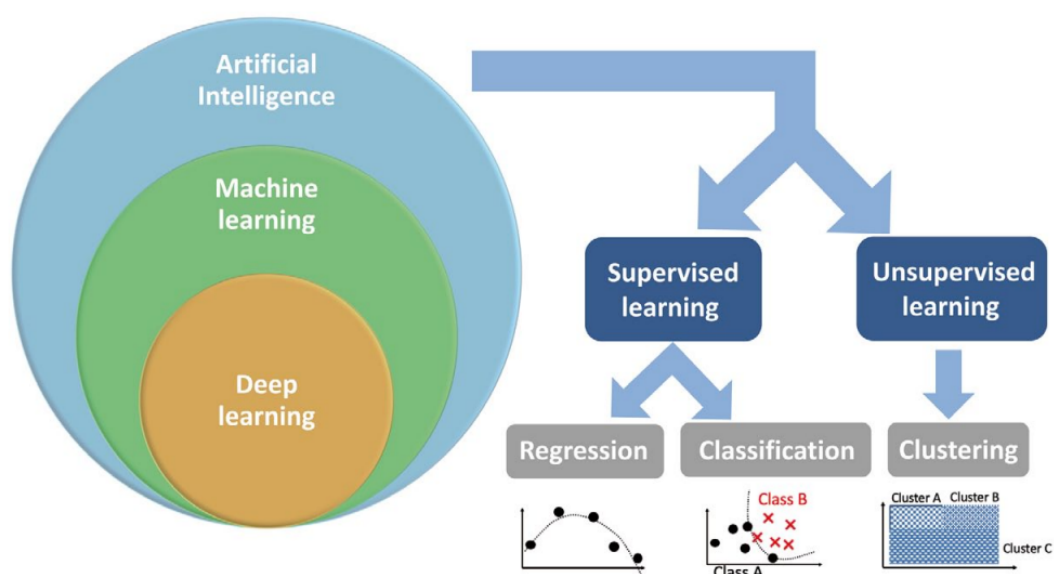 Artificial
Intelligence
Machine
learning
Deep
learning
Supervised
learning
Unsupervised
learning
Regression
Classification
Clustering
Class B
Class A
Cluster A
Cluster B
Cluster C